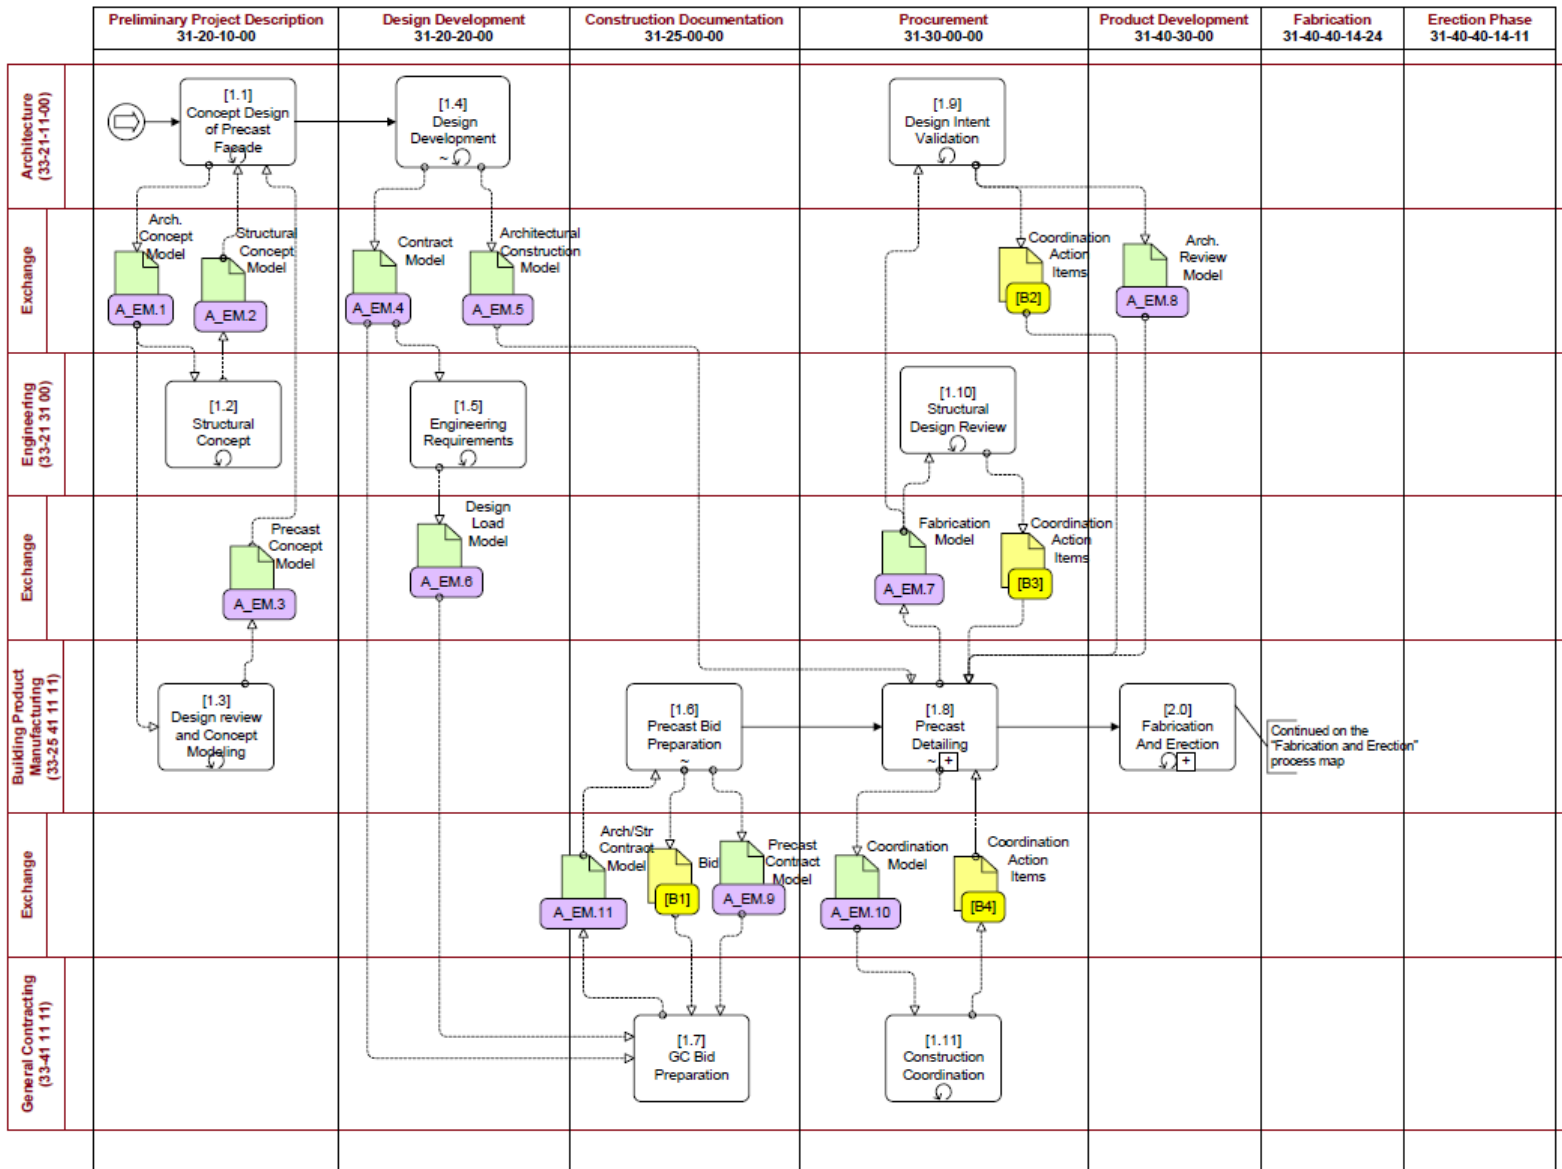 Preliminary Project Description
31-20-10-00
Design Development
31-20-20-00
Construction Documentation
31-25-00-00
Procurement
31-30-00-00
Product Development
31-40-30-00
Fabrication
31-40-40-14-24
Erection Phase
31-40-40-14-11
Architecture
(33-21-11-00)
[1.1]
Concept Design
of Precast
Façade
[1.4]
Design
Development
~
[1.9]
Design Intent
Validation
Exchange
Arch.
Concept
Model
A_EM.1
Structural
Concept
Model
A_EM.2
Contract
Model
A_EM.4
Architectural
Construction
Model
A_EM.5
Coordination
Action
Items
[B2]
Arch.
Review
Model
A_EM.8
Engineering
(33-21 31 00)
[1.2]
Structural
Concept
[1.5]
Engineering
Requirements
[1.10]
Structural
Design Review
Exchange
Precast
Concept
Model
A_EM.3
Design
Load
Model
A_EM.6
Fabrication
Model
A_EM.7
Coordination
Action
Items
[B3]
Building Product
Manufacturing
(33-25 41 11 11)
[1.3]
Design review
and Concept
Modeling
[1.6]
Precast Bid
Preparation
~
[1.8]
Precast
Detailing
~ +
[2.0]
Fabrication
And Erection
+
Continued on the
"Fabrication and Erection"
process map
Exchange
Arch/Str
Contract
Model
A_EM.11
Bid
[B1]
Precast
Contract
Model
A_EM.9
Coordination
Model
A_EM.10
Coordination
Action
Items
[B4]
General Contracting
(33-41 11 11)
[1.7]
GC Bid
Preparation
[1.11]
Construction
Coordination